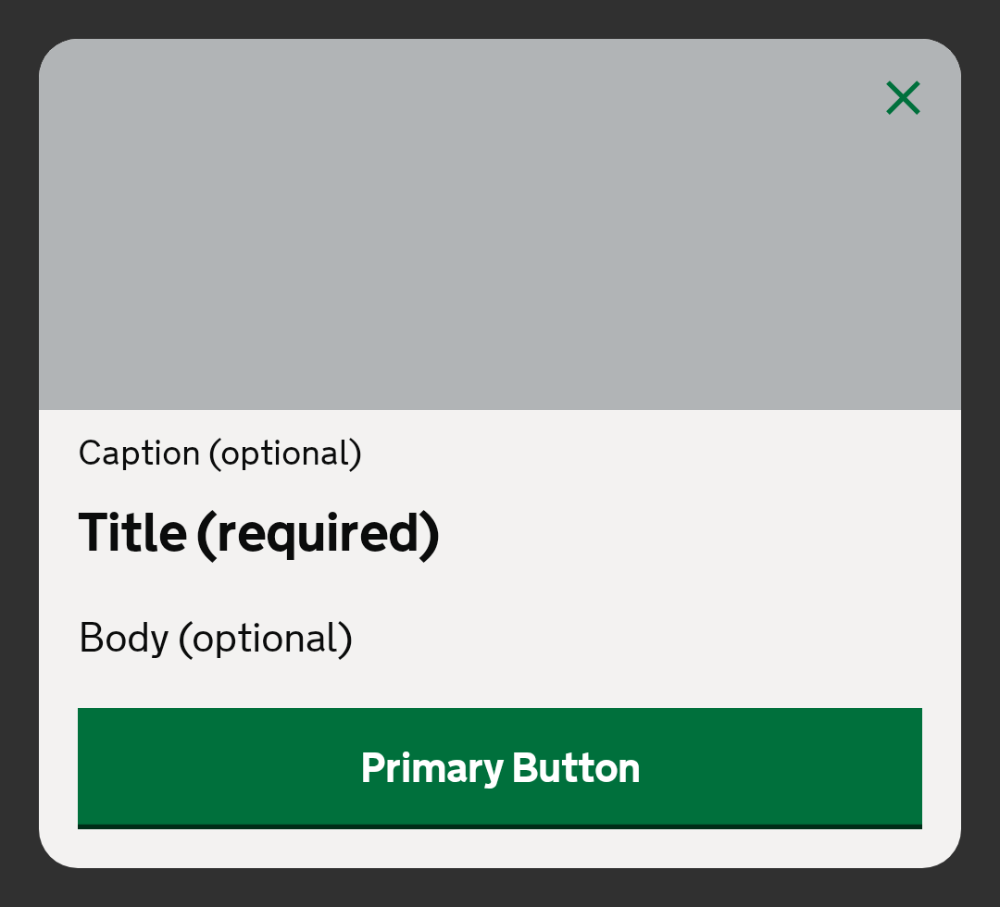 Caption (optional)
Title (required)
Body (optional)
Primary Button